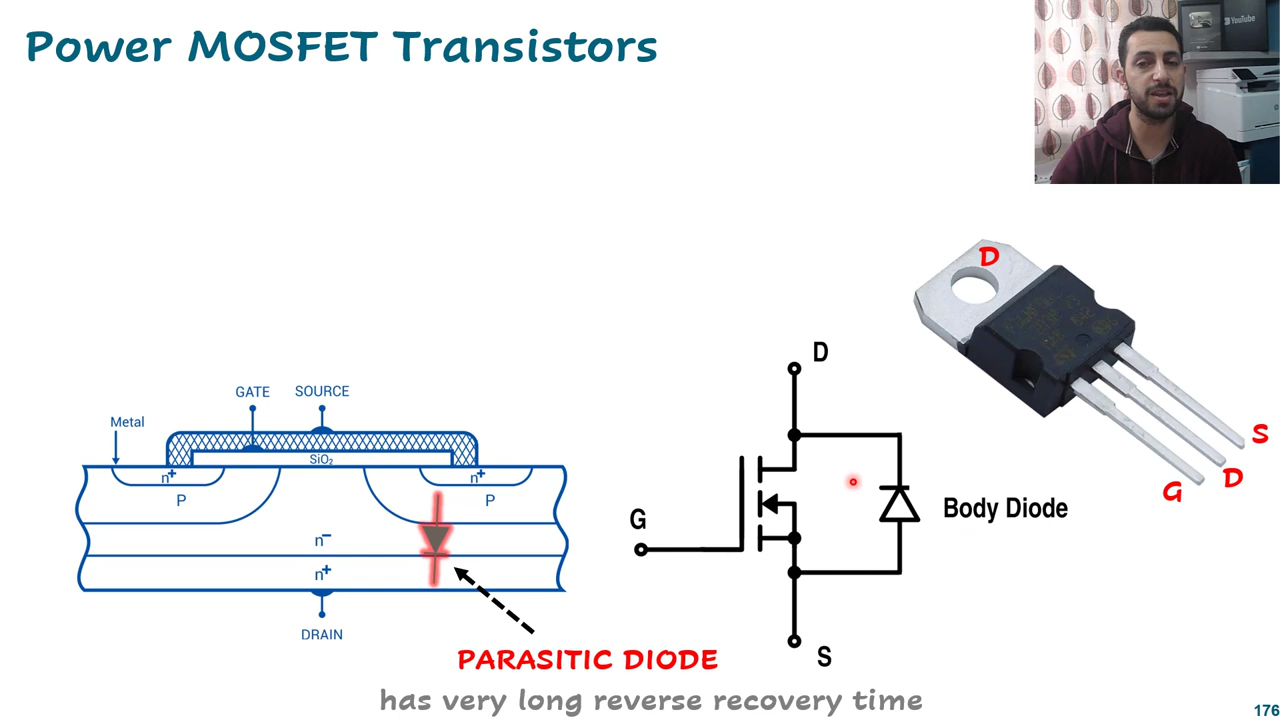 Power MOSFET Transistors
YouTube
D
D
GATE
SOURCE
Metal
SiO₂
n+
n+
P
P
G
Body Diode
S
D
G
n−
n+
DRAIN
S
PARASITIC DIODE
has very long reverse recovery time
176